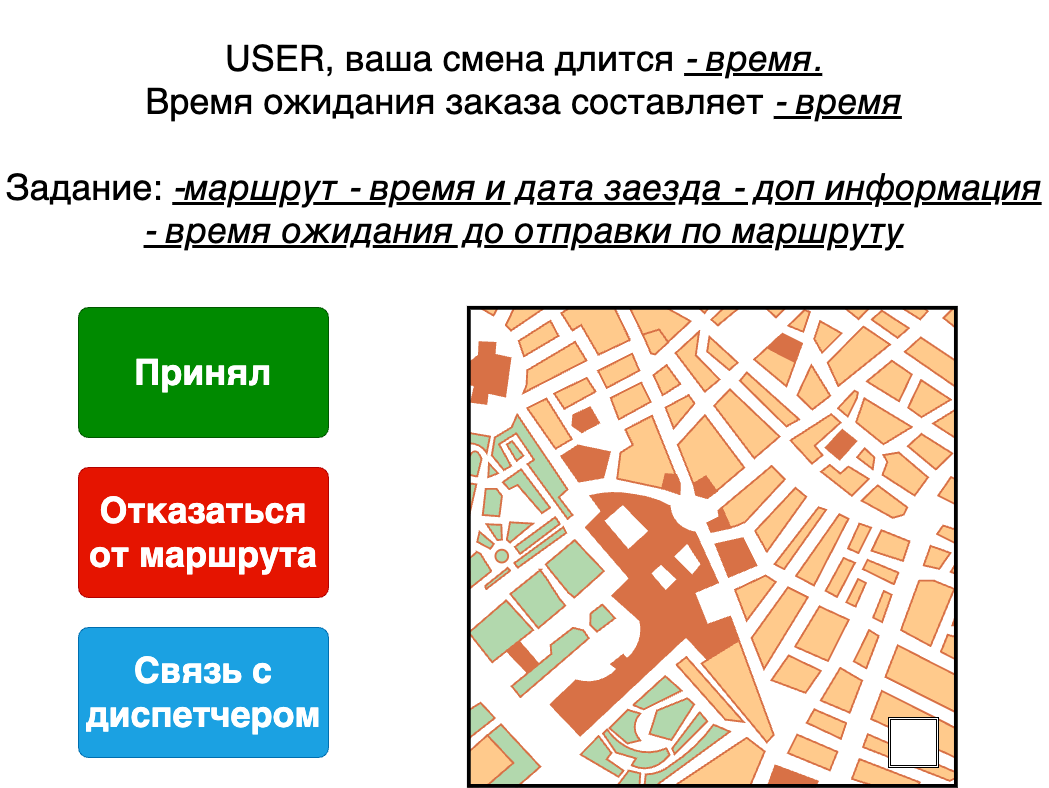 USER, ваша смена длится - время.
Время ожидания заказа составляет - время
Задание: -маршрут - время и дата заезда - доп информация
- время ожидания до отправки по маршруту
Принял
Отказаться
от маршрута
Связь с
диспетчером